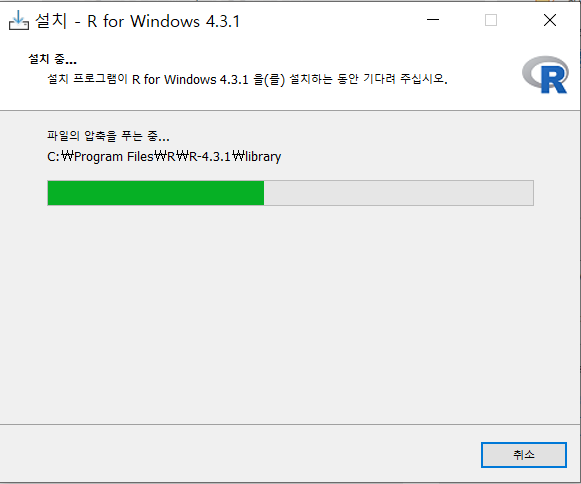 설치 - R for Windows 4.3.1
설치 중...
설치 프로그램이 R for Windows 4.3.1 을(를) 설치하는 동안 기다려 주십시오.
R
파일의 압축을 푸는 중...
C:₩Program Files₩R₩R-4.3.1₩library
취소